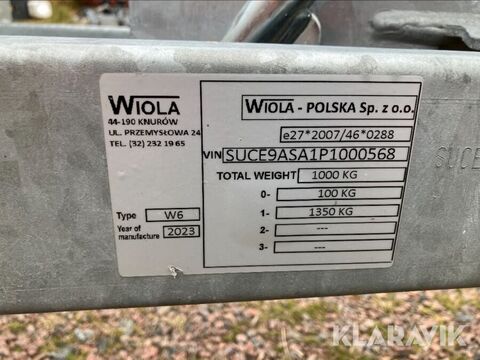 WIOLA
44-190 KNURÓW
UL. PRZEMYSŁOWA 24
TEL. (32) 232 19 65
Type W6
Year of manufacture 2023
WIOLA - POLSKA Sp. z o.o.
e27*2007/46*0288
VIN SUCE9ASA1P1000568
TOTAL WEIGHT 1000 KG
0- 100 KG
1- 1350 KG
2- ---
3- ---
SUCE
KLARAVIK